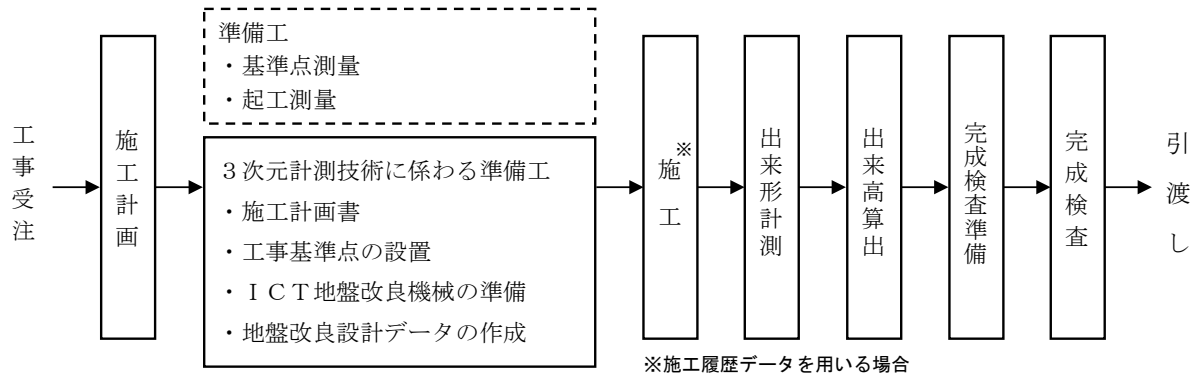 工事受注
施工計画
準備工
・基準点測量
・起工測量
３次元計測技術に係わる準備工
・施工計画書
・工事基準点の設置
・ＩＣＴ地盤改良機械の準備
・地盤改良設計データの作成
施工※
出来形計測
出来高算出
完成検査準備
完成検査
引渡し
※施工履歴データを用いる場合